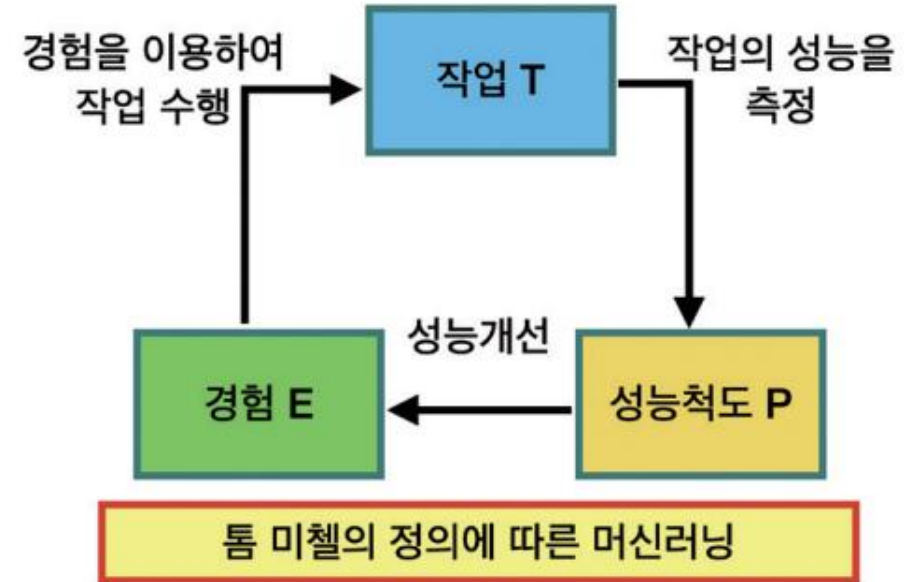 경험을 이용하여
작업 수행
작업 T
작업의 성능을
측정
성능개선
경험 E
성능척도 P
톰 미첼의 정의에 따른 머신러닝